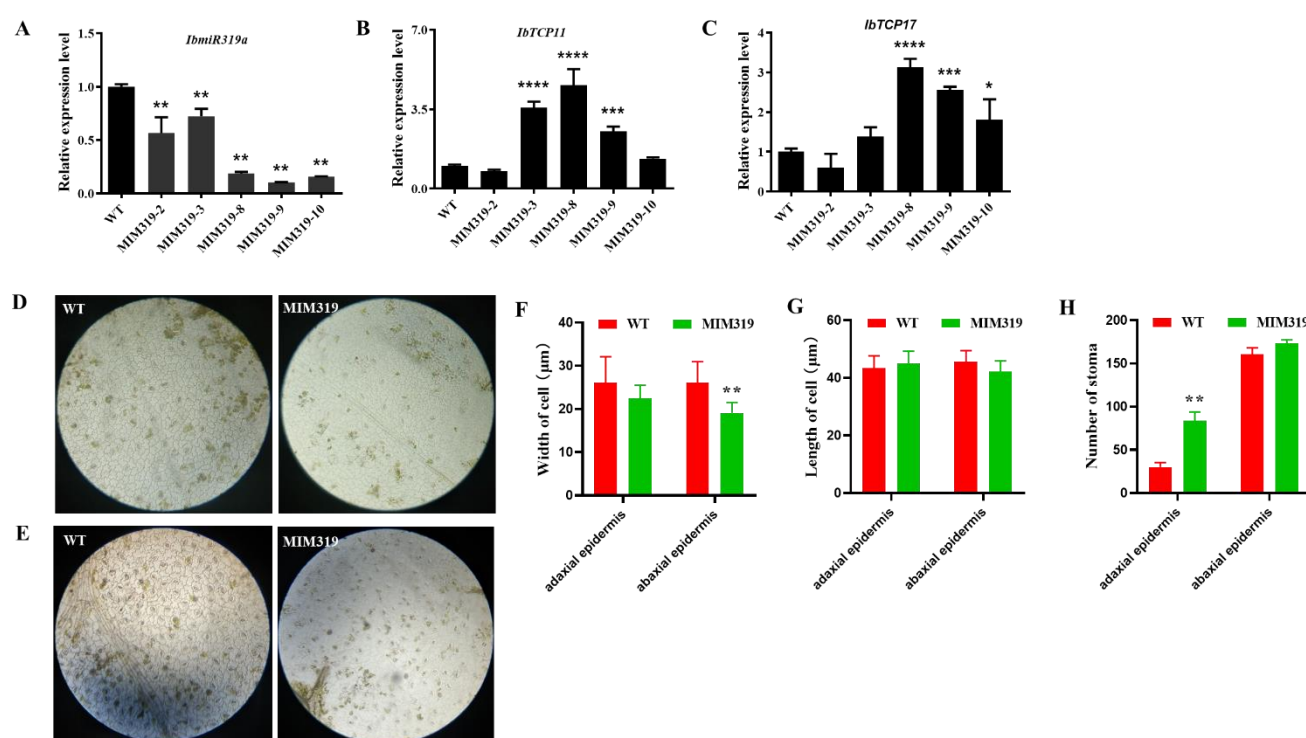 A
IbmiR319a
Relative expression level
1.0
0.5
0.0
**
**
**
**
**
WT
MIM319-2
MIM319-3
MIM319-8
MIM319-9
MIM319-10
B
IbTCP11
Relative expression level
7.0
3.5
0.0
****
****
***
WT
MIM319-2
MIM319-3
MIM319-8
MIM319-9
MIM319-10
C
IbTCP17
Relative expression level
4
3
2
1
0
****
***
*
WT
MIM319-2
MIM319-3
MIM319-8
MIM319-9
MIM319-10
D
WT
MIM319
E
WT
MIM319
F
WT
MIM319
Width of cell (μm)
40
30
20
10
0
**
adaxial epidermis
abaxial epidermis
G
WT
MIM319
Length of cell (μm)
60
40
20
0
adaxial epidermis
abaxial epidermis
H
WT
MIM319
Number of stoma
200
150
100
50
0
**
adaxial epidermis
abaxial epidermis